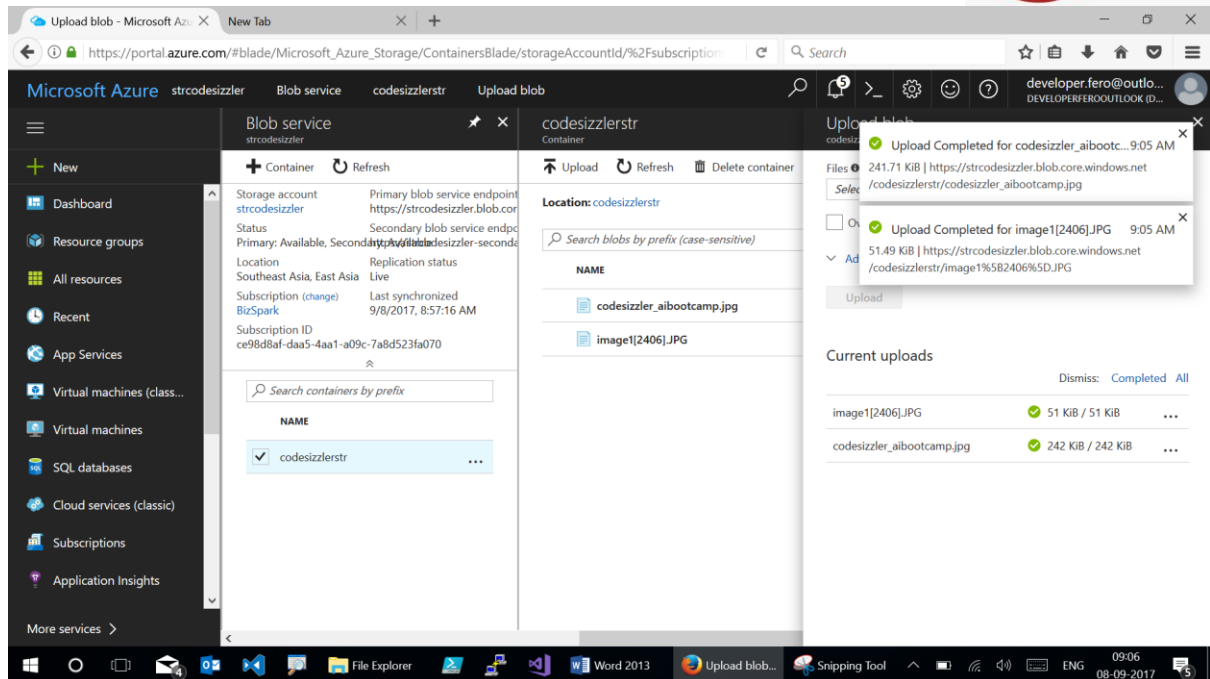 Upload blob - Microsoft Azu
New Tab
https://portal.azure.com/#blade/Microsoft_Azure_Storage/ContainersBlade/storageAccountId/%2Fsubscription
Search
Microsoft Azure strcodesizzler Blob service codesizzlerstr Upload blob
5
developer.fero@outlo...
DEVELOPERFEROOUTLOOK (D...
New
Dashboard
Resource groups
All resources
Recent
App Services
Virtual machines (class...
Virtual machines
SQL databases
Cloud services (classic)
Subscriptions
Application Insights
More services
Blob service
strcodesizzler
Container Refresh
Storage account
strcodesizzler
Primary blob service endpoint
https://strcodesizzler.blob.cor
Status
Primary: Available,
Secondary blob service endpo
desizzler-seconda
Location
Southeast Asia, East Asia
Replication status
Live
Subscription (change)
BizSpark
Last synchronized
9/8/2017, 8:57:16 AM
Subscription ID
ce98d8af-daa5-4aa1-a09c-7a8d523fa070
Search containers by prefix
NAME
codesizzlerstr
codesizzlerstr
Container
Upload Refresh Delete container
Location: codesizzlerstr
Search blobs by prefix (case-sensitive)
NAME
codesizzler_aibootcamp.jpg
image1[2406].JPG
Upload blob
Files
Upload Completed for codesizzler_aibootc... 9:05 AM
241.71 KiB | https://strcodesizzler.blob.core.windows.net
/codesizzlerstr/codesizzler_aibootcamp.jpg
Upload Completed for image1[2406].JPG 9:05 AM
51.49 KiB | https://strcodesizzler.blob.core.windows.net
/codesizzlerstr/image1%5B2406%5D.JPG
Upload
Current uploads
Dismiss: Completed All
image1[2406].JPG 51 KiB / 51 KiB
codesizzler_aibootcamp.jpg 242 KiB / 242 KiB
4
File Explorer
Word 2013
Upload blob...
Snipping Tool
ENG
09:06
08-09-2017
5